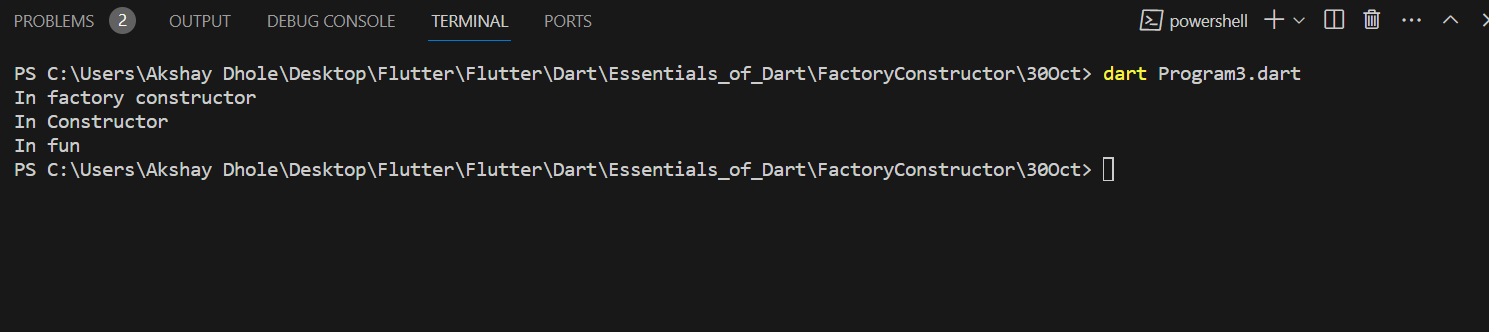 PROBLEMS 2 OUTPUT DEBUG CONSOLE TERMINAL PORTS powershell
PS C:\Users\Akshay Dhole\Desktop\Flutter\Flutter\Dart\Essentials_of_Dart\FactoryConstructor\30Oct> dart Program3.dart
In factory constructor
In Constructor
In fun
PS C:\Users\Akshay Dhole\Desktop\Flutter\Flutter\Dart\Essentials_of_Dart\FactoryConstructor\30Oct>